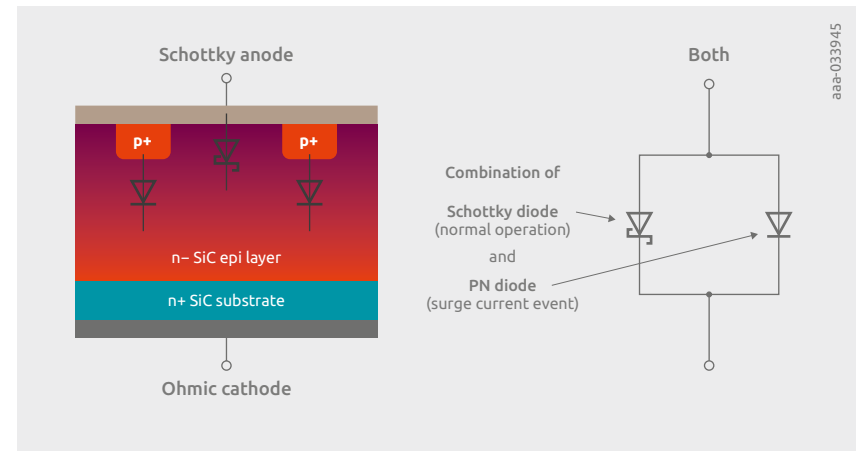 Schottky anode
p+
p+
n– SiC epi layer
n+ SiC substrate
Ohmic cathode
Both
Combination of
Schottky diode
(normal operation)
and
PN diode
(surge current event)
aaa-033945